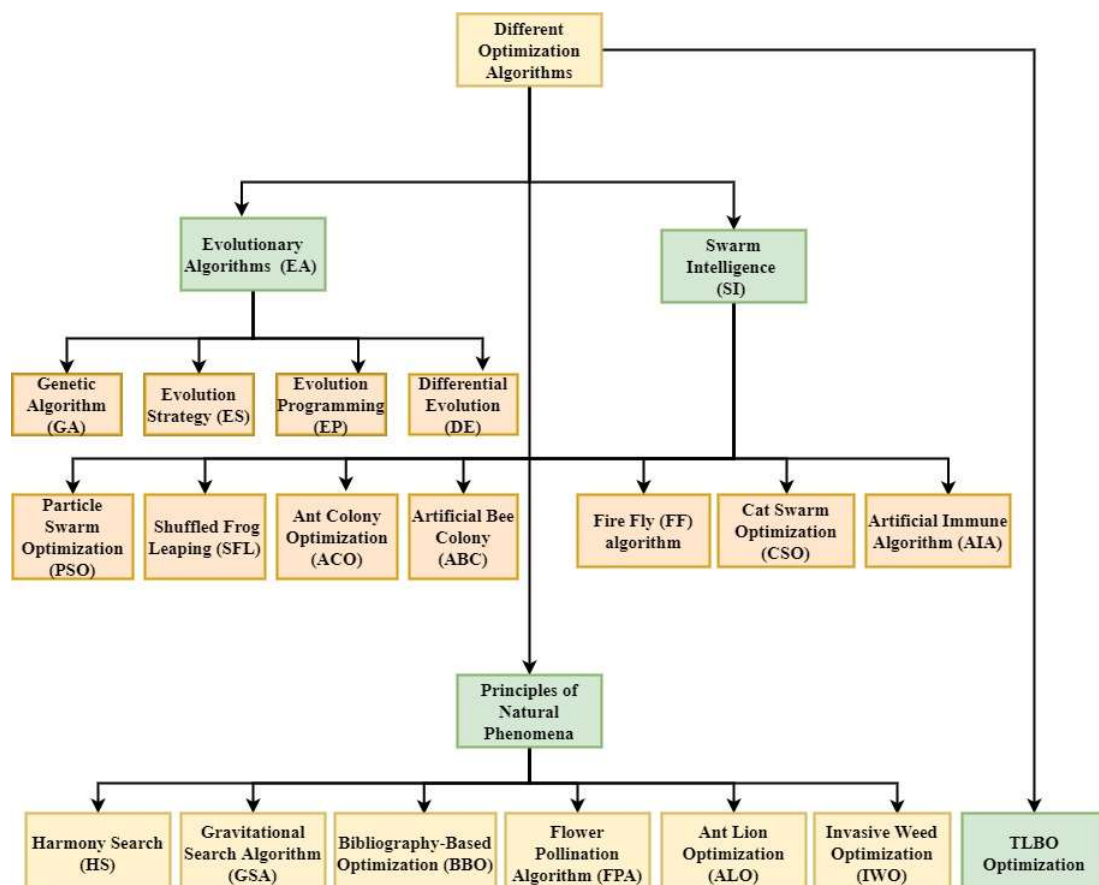 Different
Optimization
Algorithms
Evolutionary
Algorithms (EA)
Swarm
Intelligence
(SI)
Genetic
Algorithm
(GA)
Evolution
Strategy (ES)
Evolution
Programming
(EP)
Differential
Evolution
(DE)
Particle
Swarm
Optimization
(PSO)
Shuffled Frog
Leaping (SFL)
Ant Colony
Optimization
(ACO)
Artificial Bee
Colony
(ABC)
Fire Fly (FF)
algorithm
Cat Swarm
Optimization
(CSO)
Artificial Immune
Algorithm (AIA)
Principles of
Natural
Phenomena
Harmony Search
(HS)
Gravitational
Search Algorithm
(GSA)
Bibliography-Based
Optimization (BBO)
Flower
Pollination
Algorithm (FPA)
Ant Lion
Optimization
(ALO)
Invasive Weed
Optimization
(IWO)
TLBO
Optimization